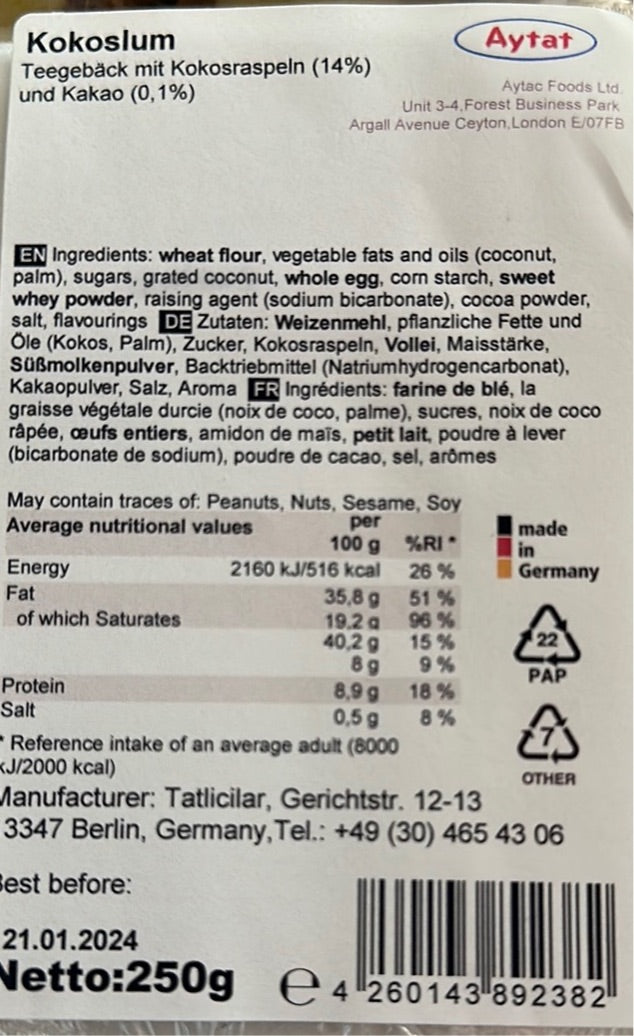 Kokoslum
Teegebäck mit Kokosraspeln (14%)
und Kakao (0,1%)
Aytat
Aytac Foods Ltd.
Unit 3-4,Forest Business Park
Argall Avenue Ceyton,London E/07FB
EN Ingredients: wheat flour, vegetable fats and oils (coconut,
palm), sugars, grated coconut, whole egg, corn starch, sweet
whey powder, raising agent (sodium bicarbonate), cocoa powder,
salt, flavourings DE Zutaten: Weizenmehl, pflanzliche Fette und
Öle (Kokos, Palm), Zucker, Kokosraspeln, Vollei, Maisstärke,
Süßmolkenpulver, Backtriebmittel (Natriumhydrogencarbonat),
Kakaopulver, Salz, Aroma FR Ingrédients: farine de blé, la
graisse végétale durcie (noix de coco, palme), sucres, noix de coco
râpée, œufs entiers, amidon de maïs, petit lait, poudre à lever
(bicarbonate de sodium), poudre de cacao, sel, arômes
May contain traces of: Peanuts, Nuts, Sesame, Soy
Average nutritional values per
100 g %RI *
Energy 2160 kJ/516 kcal 26 %
Fat 35,8 g 51 %
of which Saturates 19,2 g 96 %
40,2 g 15 %
8 g 9 %
Protein 8,9 g 18 %
Salt 0,5 g 8 %
* Reference intake of an average adult (8000
kJ/2000 kcal)
made
in
Germany
22
PAP
7
OTHER
Manufacturer: Tatlicilar, Gerichtstr. 12-13
3347 Berlin, Germany,Tel.: +49 (30) 465 43 06
Best before:
21.01.2024
Netto:250g e
4 260143 892382